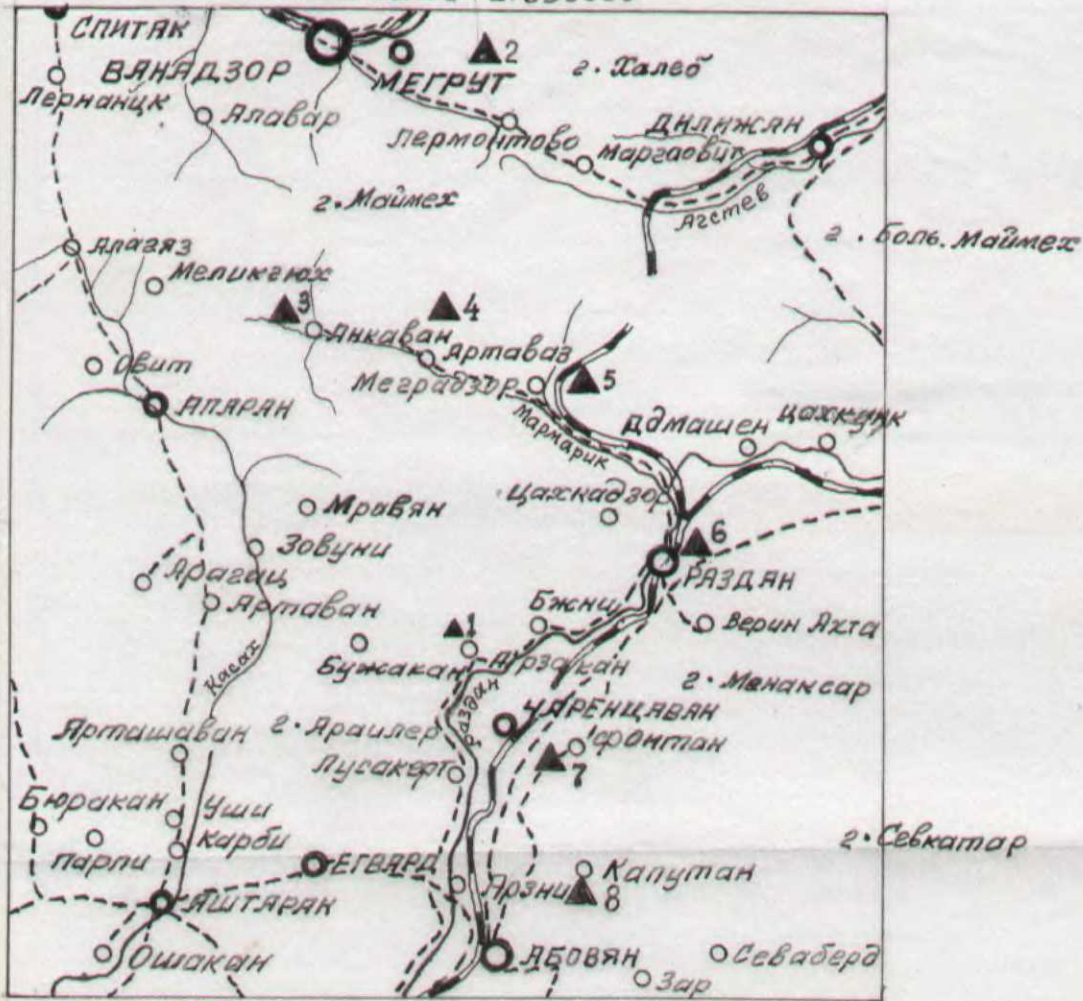 СПИТАК
ВАНАДЗОР
МЕГРУТ
2
г. Халеб
Лернанцк
Алавар
Лермонтово
Маргаовит
ДИЛИЖАН
Агстев
г. Маймех
г. Боль. Маймех
Алагяз
Меликгюх
3
4
Анкаван
Артаваз
Овит
Меградзор
5
АПАРАН
Мармарик
Адмашен
Цахкунк
Цахнадзор
Мравян
6
Зовуни
РАЗДАН
Арагац
Артаван
Бжни
Верин Ахта
1
Бужакан
Арзакан
Касах
Раздан
г. Менаксар
ЧАРЕНЦАВАН
Арташаван
г. Араилер
Фонтан
Лусакерт
7
Бюракан
Уши
Карби
Парпи
г. Севкатар
ЕГВАРД
Капутан
Арзни
8
АШТАРАК
Ошакан
АБОВЯН
Севаберд
Зар